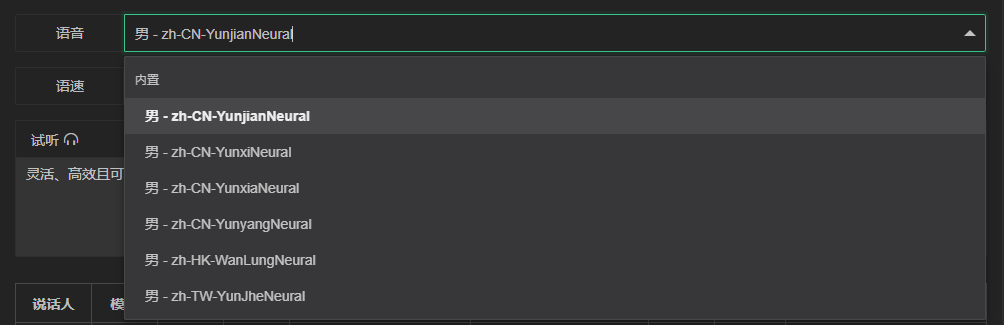 语音 男 - zh-CN-YunjianNeural
内置
语速
男 - zh-CN-YunjianNeural
试听
男 - zh-CN-YunxiNeural
灵活、高效且可
男 - zh-CN-YunxiaNeural
男 - zh-CN-YunyangNeural
男 - zh-HK-WanLungNeural
男 - zh-TW-YunJheNeural
说话人